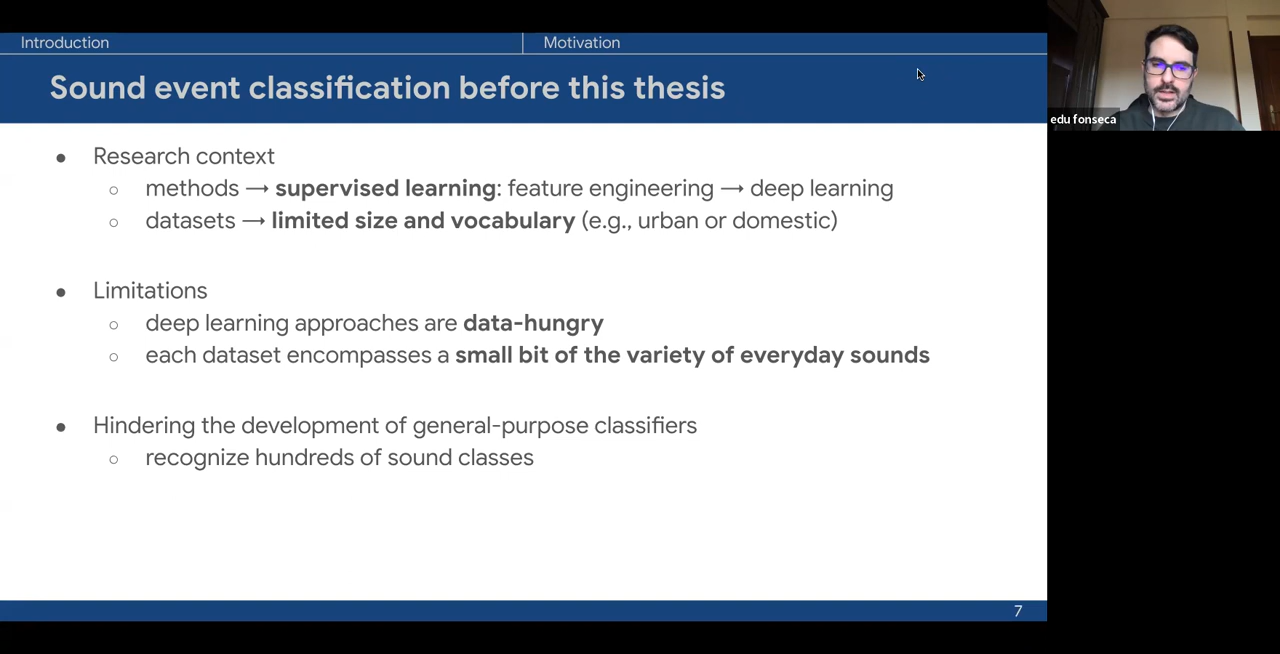 Introduction
Motivation
Sound event classification before this thesis
edu fonseca
● Research context
○ methods → supervised learning: feature engineering → deep learning
○ datasets → limited size and vocabulary (e.g., urban or domestic)
● Limitations
○ deep learning approaches are data-hungry
○ each dataset encompasses a small bit of the variety of everyday sounds
● Hindering the development of general-purpose classifiers
○ recognize hundreds of sound classes
7